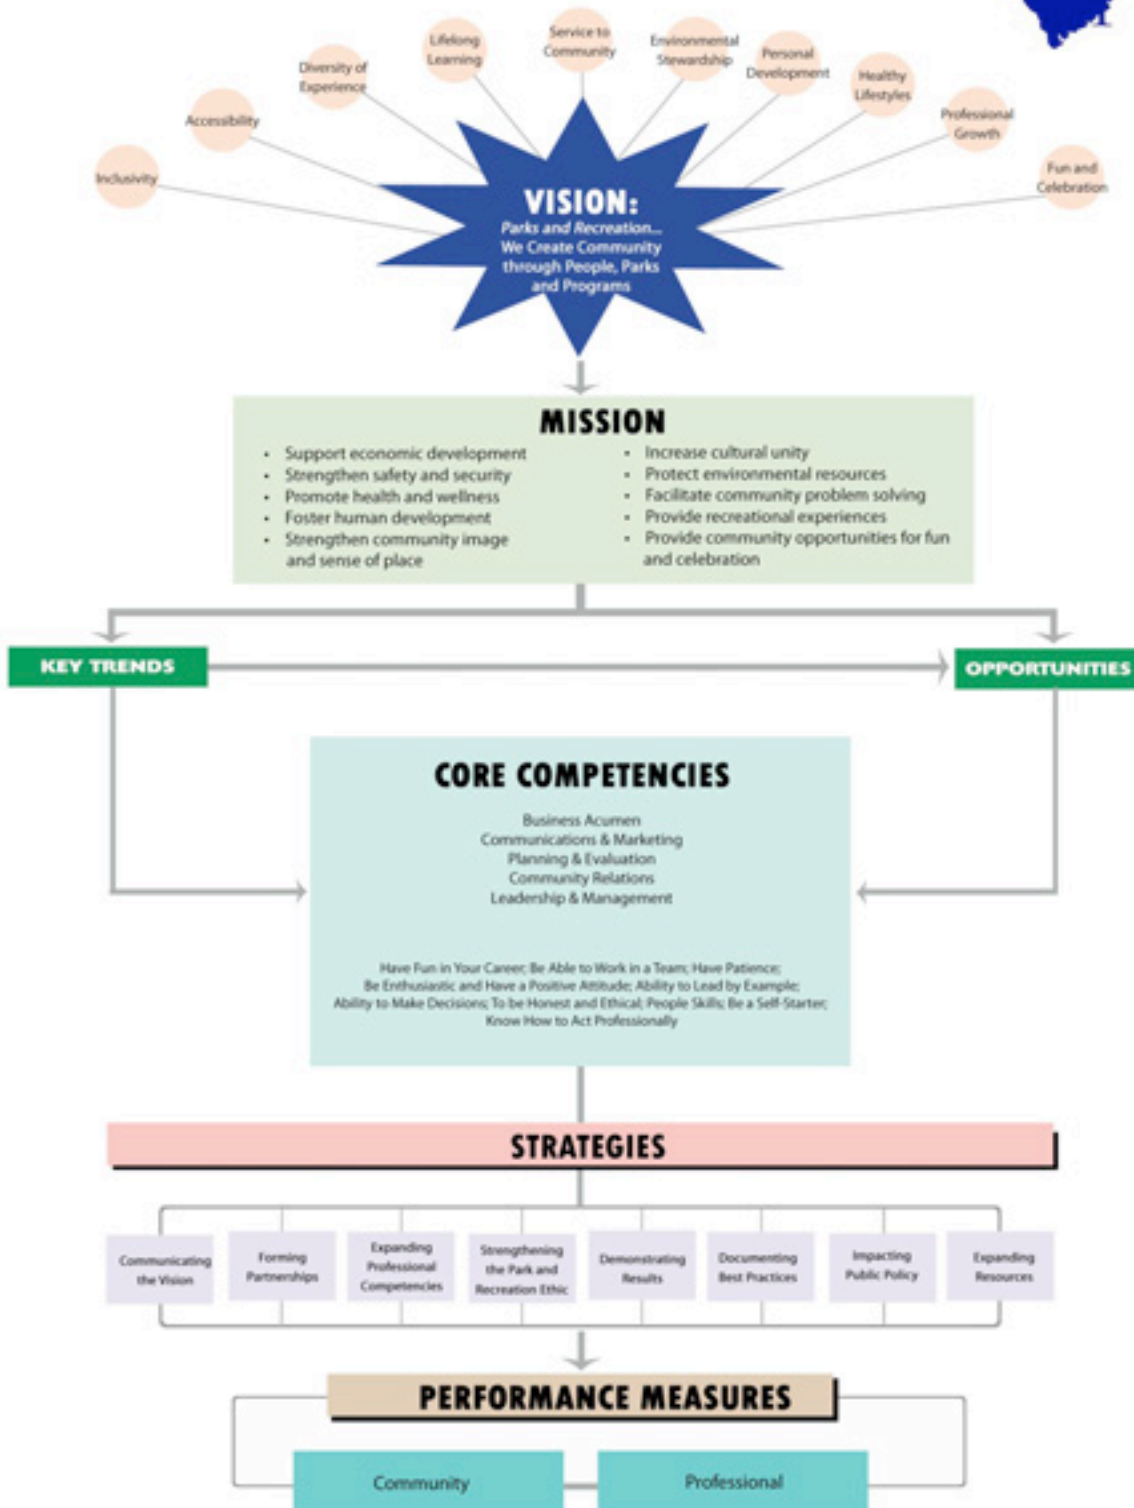 Inclusivity
Accessibility
Diversity of
Experience
Lifelong
Learning
Service to
Community
Environmental
Stewardship
Personal
Development
Healthy
Lifestyles
Professional
Growth
Fun and
Celebration
VISION:
Parks and Recreation...
We Create Community
through People, Parks
and Programs
MISSION
• Support economic development
• Strengthen safety and security
• Promote health and wellness
• Foster human development
• Strengthen community image
and sense of place
• Increase cultural unity
• Protect environmental resources
• Facilitate community problem solving
• Provide recreational experiences
• Provide community opportunities for fun
and celebration
KEY TRENDS
OPPORTUNITIES
CORE COMPETENCIES
Business Acumen
Communications & Marketing
Planning & Evaluation
Community Relations
Leadership & Management
Have Fun in Your Career; Be Able to Work in a Team; Have Patience;
Be Enthusiastic and Have a Positive Attitude; Ability to Lead by Example;
Ability to Make Decisions; To be Honest and Ethical; People Skills; Be a Self-Starter;
Know How to Act Professionally
STRATEGIES
Communicating
the Vision
Forming
Partnerships
Expanding
Professional
Competencies
Strengthening
the Park and
Recreation Ethic
Demonstrating
Results
Documenting
Best Practices
Impacting
Public Policy
Expanding
Resources
PERFORMANCE MEASURES
Community
Professional